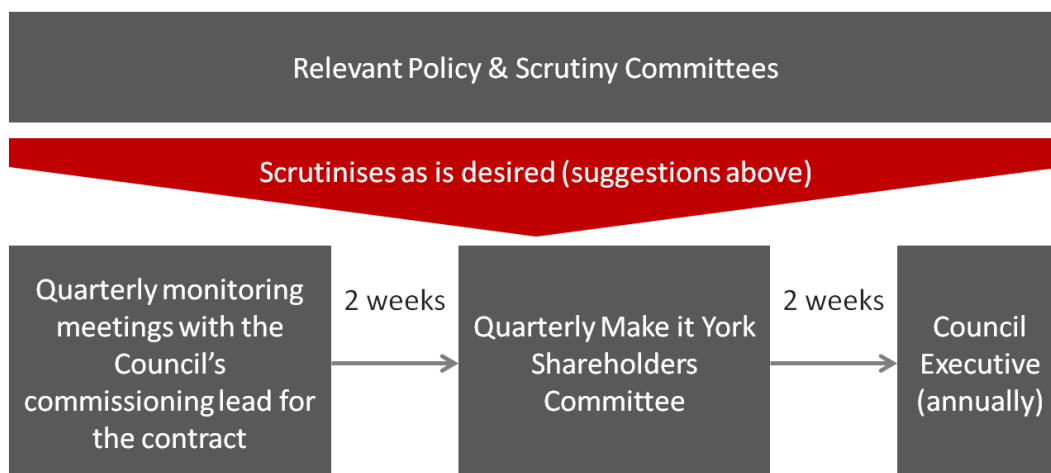 Relevant Policy & Scrutiny Committees
Scrutinises as is desired (suggestions above)
Quarterly monitoring
meetings with the
Council's
commissioning lead for
the contract
2 weeks
Quarterly Make it York
Shareholders
Committee
2 weeks
Council
Executive
(annually)